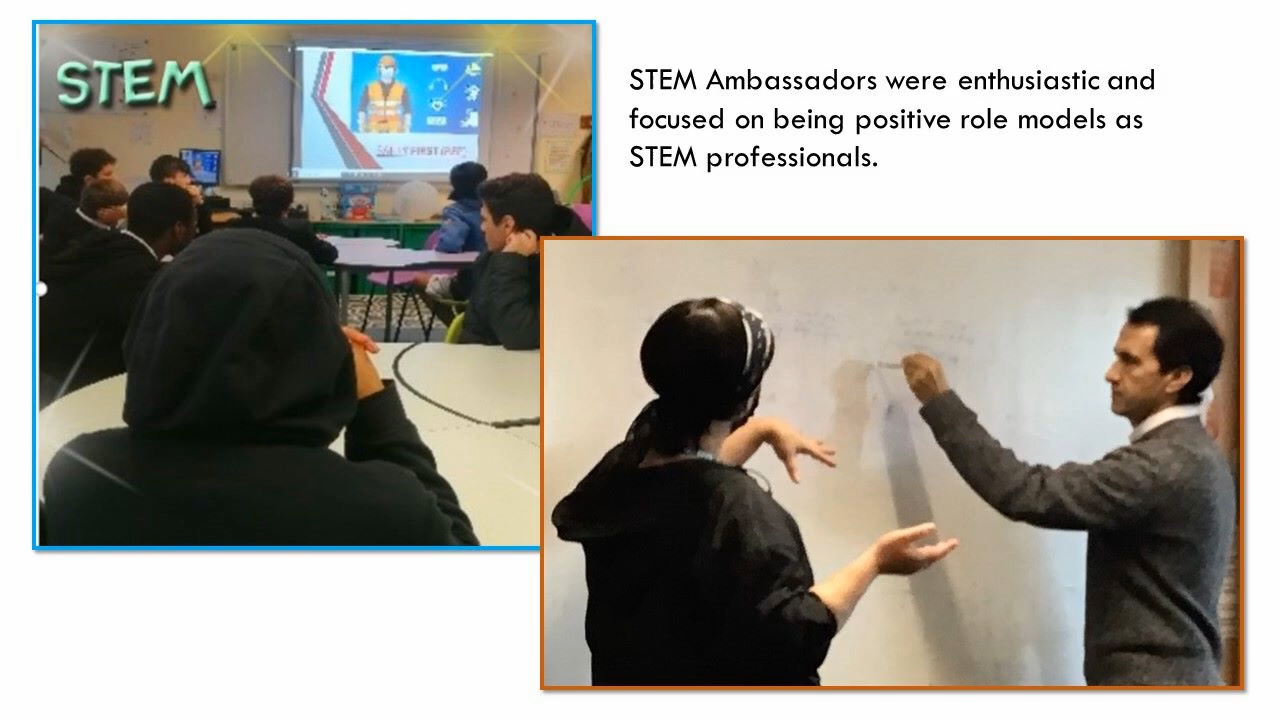 STEM
STEM Ambassadors were enthusiastic and
focused on being positive role models as
STEM professionals.